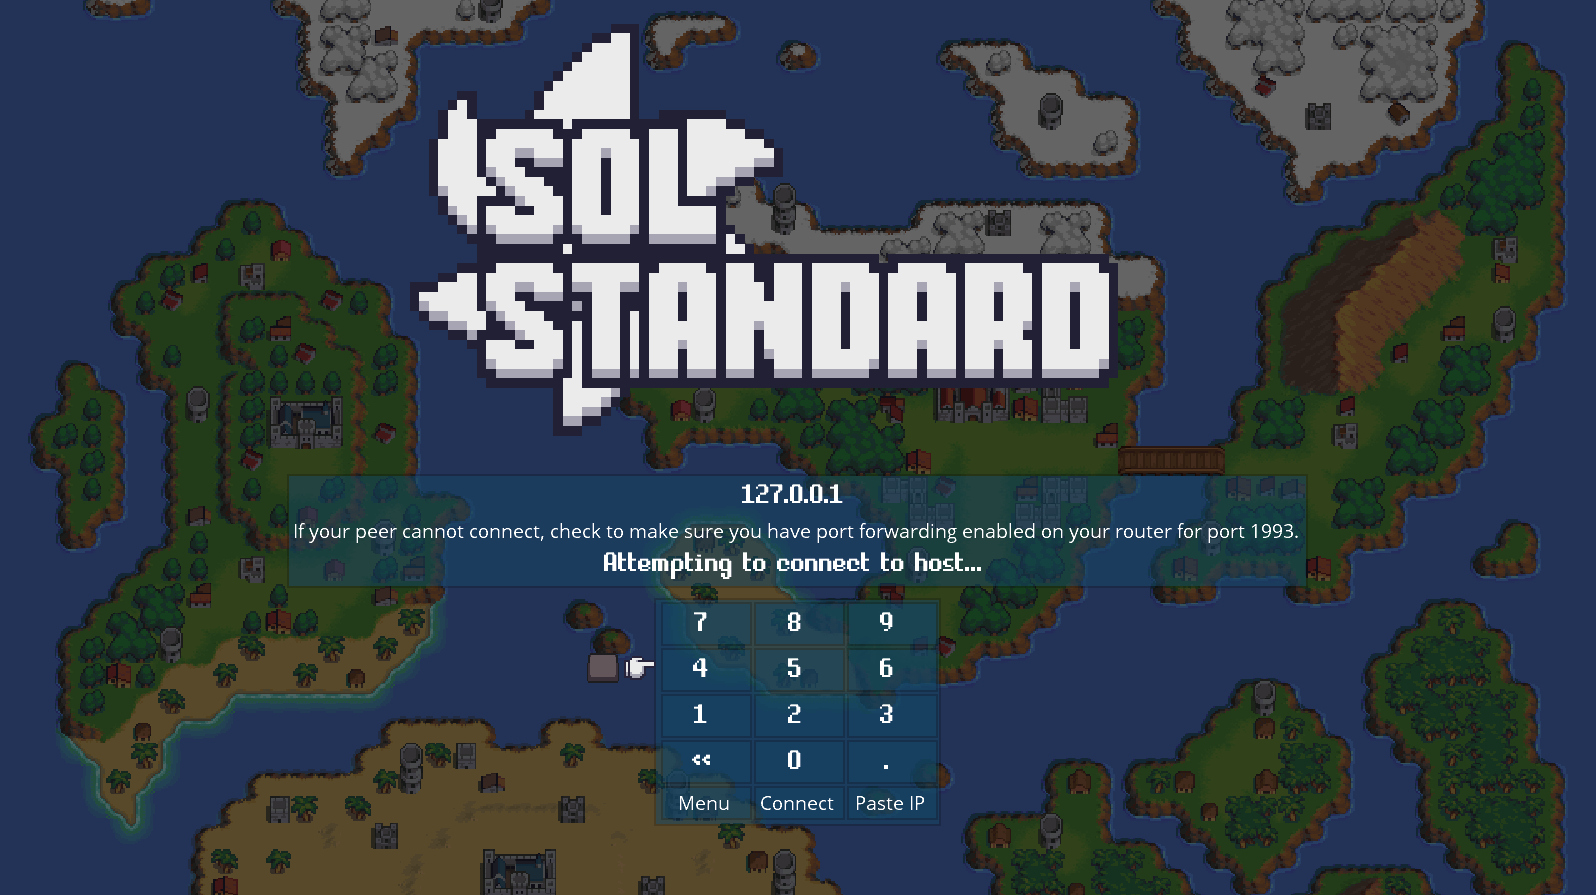 SOL
STANDARD
127.0.0.1
If your peer cannot connect, check to make sure you have port forwarding enabled on your router for port 1993.
Attempting to connect to host...
7 8 9
4 5 6
1 2 3
<< 0 .
Menu Connect Paste IP